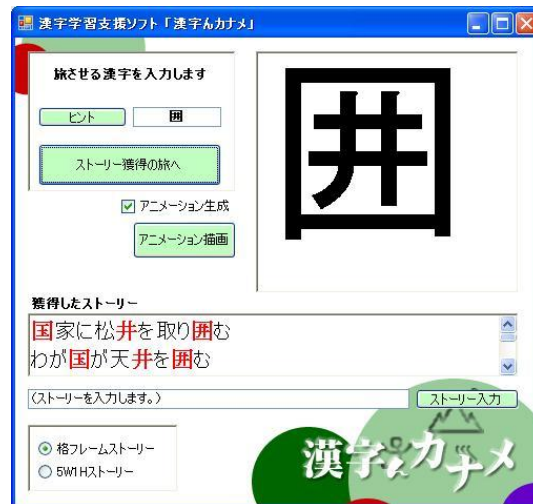 漢字学習支援ソフト「漢字んカナメ」
旅させる漢字を入力します
ヒント
囲
ストーリー獲得の旅へ
アニメーション生成
アニメーション描画
囲
獲得したストーリー
国家に松井を取り囲む
わが国が天井を囲む
(ストーリーを入力します。)
ストーリー入力
格フレームストーリー
5W1Hストーリー
漢字んカナメ